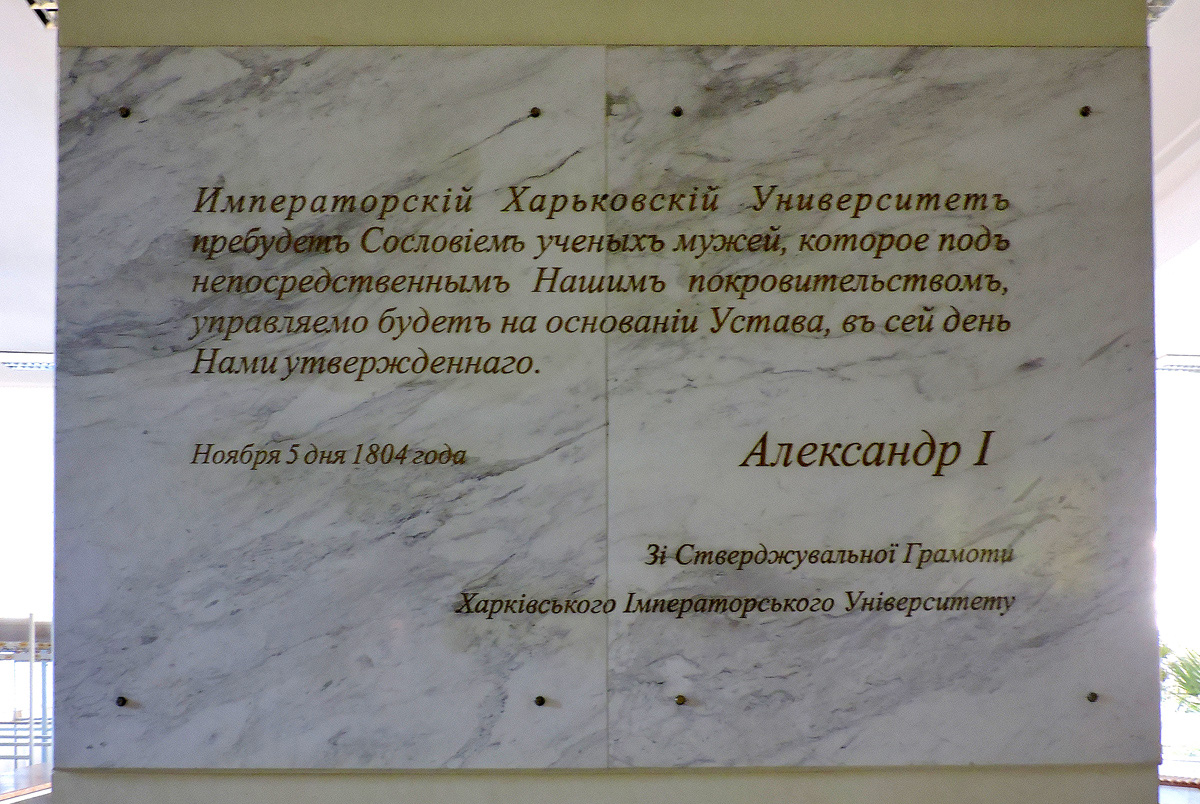 Императорскій Харьковскій Университетъ
пребудетъ Сословіемъ ученыхъ мужей, которое подъ
непосредственнымъ Нашимъ покровительствомъ,
управляемо будетъ на основаніи Устава, въ сей день
Нами утвержденнаго.
Ноября 5 дня 1804 года
Александр I
Зі Стверджувальної Грамоти
Харківського Імператорського Університету